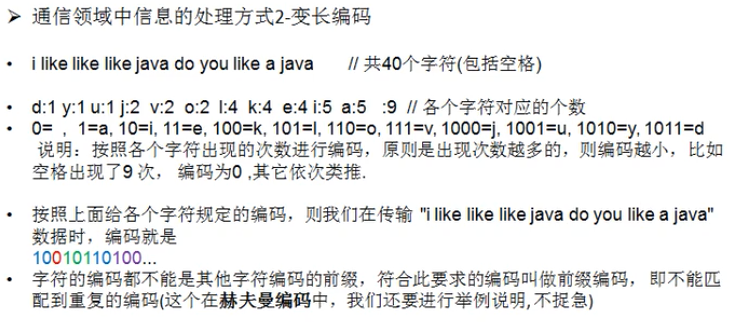 ➢ 通信领域中信息的处理方式2-变长编码
• i like like like java do you like a java // 共40个字符(包括空格)
• d:1 y:1 u:1 j:2 v:2 o:2 l:4 k:4 e:4 i:5 a:5 :9 // 各个字符对应的个数
• 0= , 1=a, 10=i, 11=e, 100=k, 101=l, 110=o, 111=v, 1000=j, 1001=u, 1010=y, 1011=d
说明：按照各个字符出现的次数进行编码，原则是出现次数越多的，则编码越小，比如
空格出现了9 次， 编码为0 ,其它依次类推.
• 按照上面给各个字符规定的编码，则我们在传输 "i like like like java do you like a java"
数据时，编码就是
10010110100...
• 字符的编码都不能是其他字符编码的前缀，符合此要求的编码叫做前缀编码， 即不能匹
配到重复的编码(这个在赫夫曼编码中，我们还要进行举例说明,不捉急)